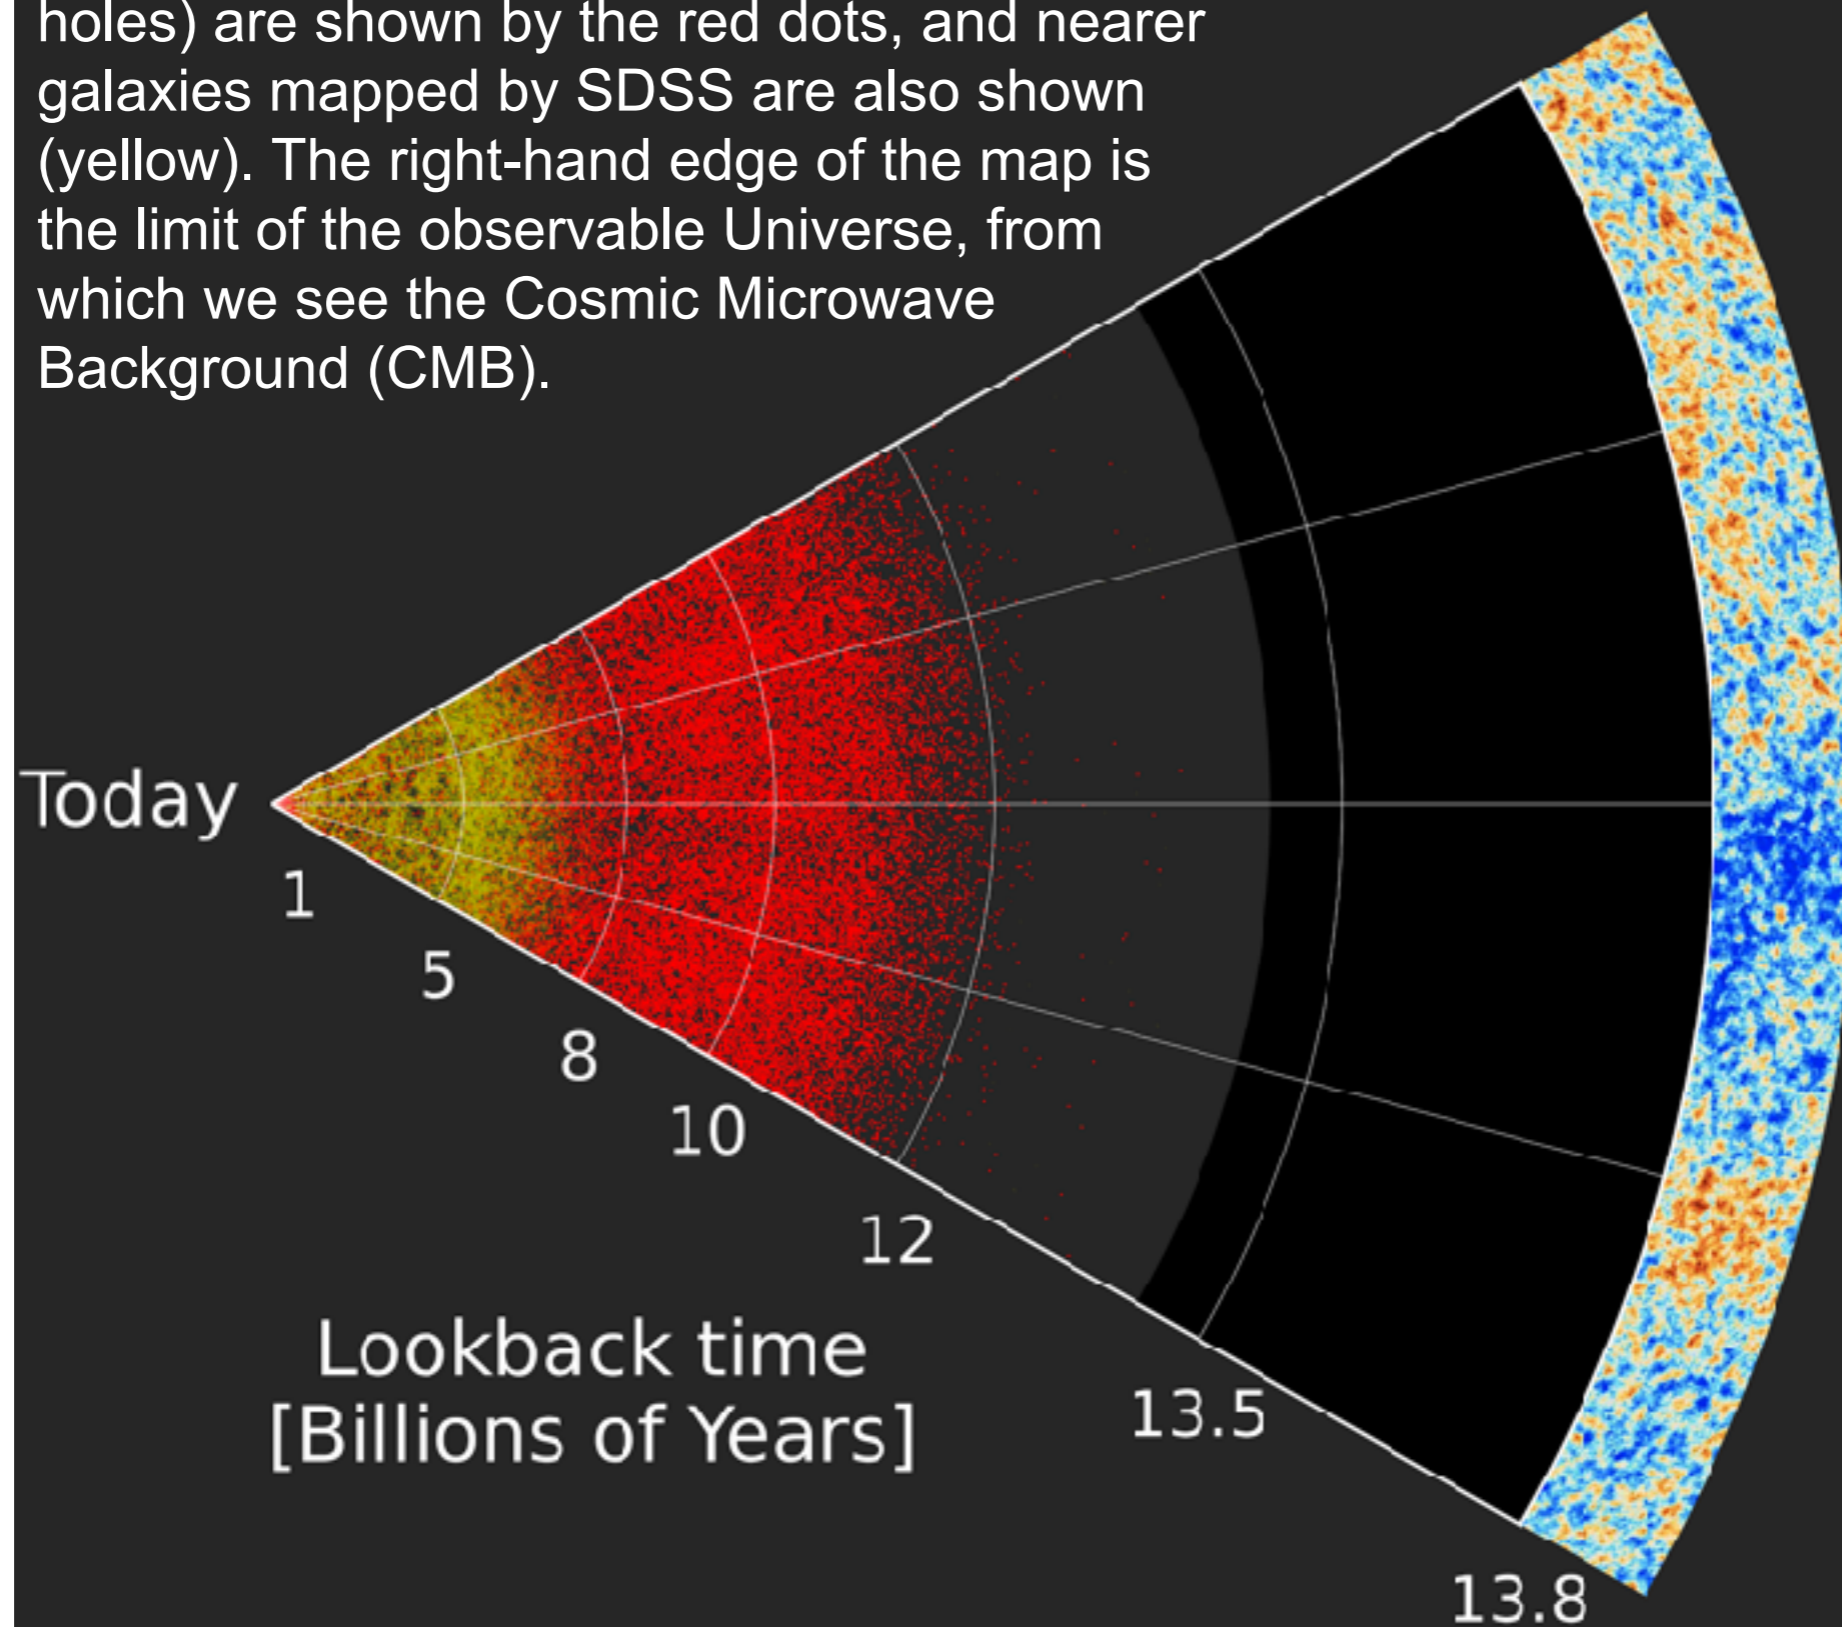 holes) are shown by the red dots, and nearer
galaxies mapped by SDSS are also shown
(yellow). The right-hand edge of the map is
the limit of the observable Universe, from
which we see the Cosmic Microwave
Background (CMB).
Today
1
5
8
10
12
13.5
13.8
Lookback time
[Billions of Years]